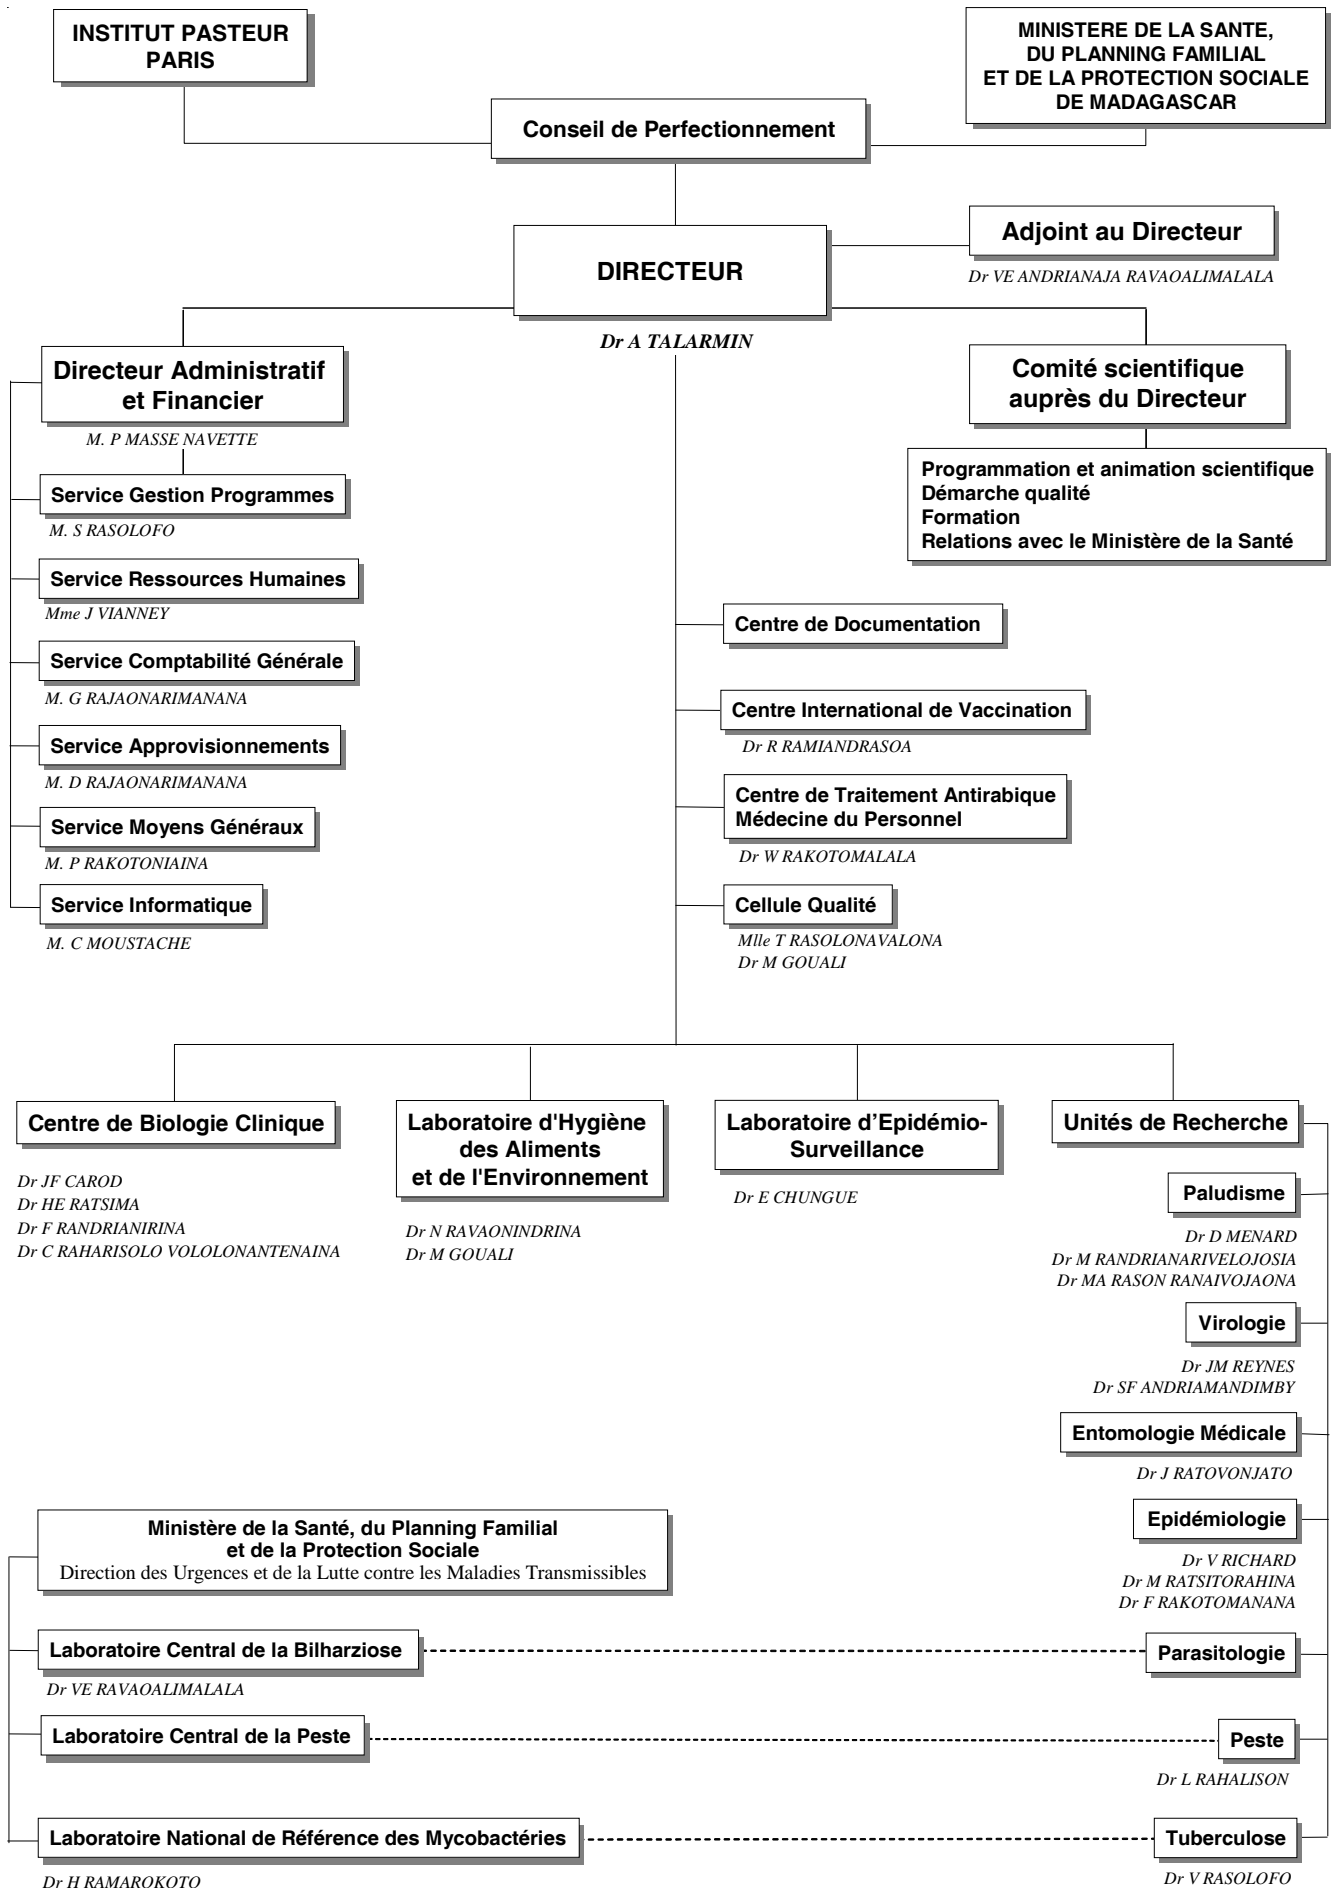 INSTITUT PASTEUR
PARIS
MINISTERE DE LA SANTE,
DU PLANNING FAMILIAL
ET DE LA PROTECTION SOCIALE
DE MADAGASCAR
Conseil de Perfectionnement
DIRECTEUR
Dr A TALARMIN
Adjoint au Directeur
Dr VE ANDRIANAJA RAVAOALIMALALA
Directeur Administratif
et Financier
M. P MASSE NAVETTE
Service Gestion Programmes
M. S RASOLOFO
Service Ressources Humaines
Mme J VIANNEY
Service Comptabilité Générale
M. G RAJAONARIMANANA
Service Approvisionnements
M. D RAJAONARIMANANA
Service Moyens Généraux
M. P RAKOTONIAINA
Service Informatique
M. C MOUSTACHE
Comité scientifique
auprès du Directeur
Programmation et animation scientifique
Démarche qualité
Formation
Relations avec le Ministère de la Santé
Centre de Documentation
Centre International de Vaccination
Dr R RAMIANDRASOA
Centre de Traitement Antirabique
Médecine du Personnel
Dr W RAKOTOMALALA
Cellule Qualité
Mlle T RASOLONAVALONA
Dr M GOUALI
Centre de Biologie Clinique
Dr JF CAROD
Dr HE RATSIMA
Dr F RANDRIANIRINA
Dr C RAHARISOLO VOLOLONANTENAINA
Laboratoire d'Hygiène
des Aliments
et de l'Environnement
Dr N RAVAONINDRINA
Dr M GOUALI
Laboratoire d’Epidémio-
Surveillance
Dr E CHUNGUE
Unités de Recherche
Paludisme
Dr D MENARD
Dr M RANDRIANARIVELOJOSIA
Dr MA RASON RANAIVOJAONA
Virologie
Dr JM REYNES
Dr SF ANDRIAMANDIMBY
Entomologie Médicale
Dr J RATOVONJATO
Epidémiologie
Dr V RICHARD
Dr M RATSITORAHINA
Dr F RAKOTOMANANA
Ministère de la Santé, du Planning Familial
et de la Protection Sociale
Direction des Urgences et de la Lutte contre les Maladies Transmissibles
Laboratoire Central de la Bilharziose
Dr VE RAVAOALIMALALA
Parasitologie
Laboratoire Central de la Peste
Peste
Dr L RAHALISON
Laboratoire National de Référence des Mycobactéries
Dr H RAMAROKOTO
Tuberculose
Dr V RASOLOFO